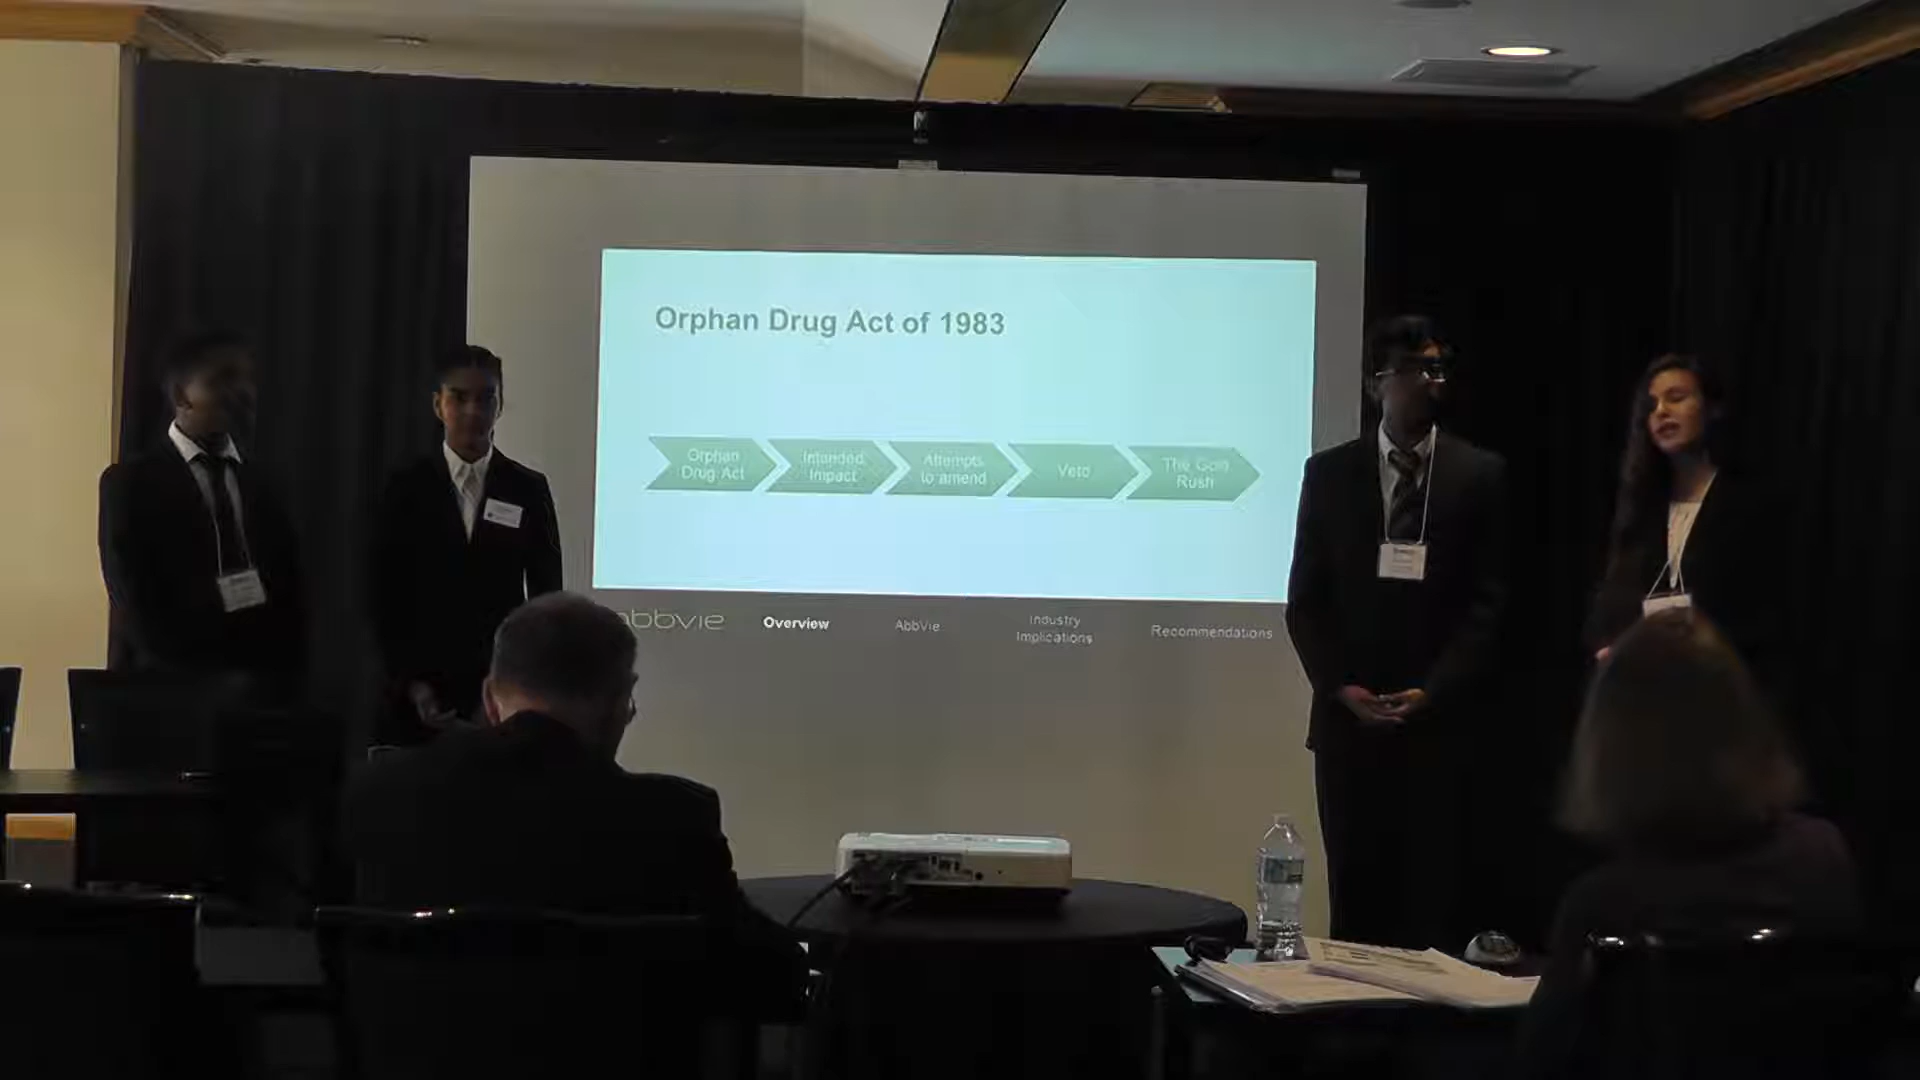 Orphan Drug Act of 1983
Orphan
Drug Act
Intended
Impact
Attempts
to amend
Veto
The Gold
Rush
abbvie
Overview
AbbVie
Industry
Implications
Recommendations